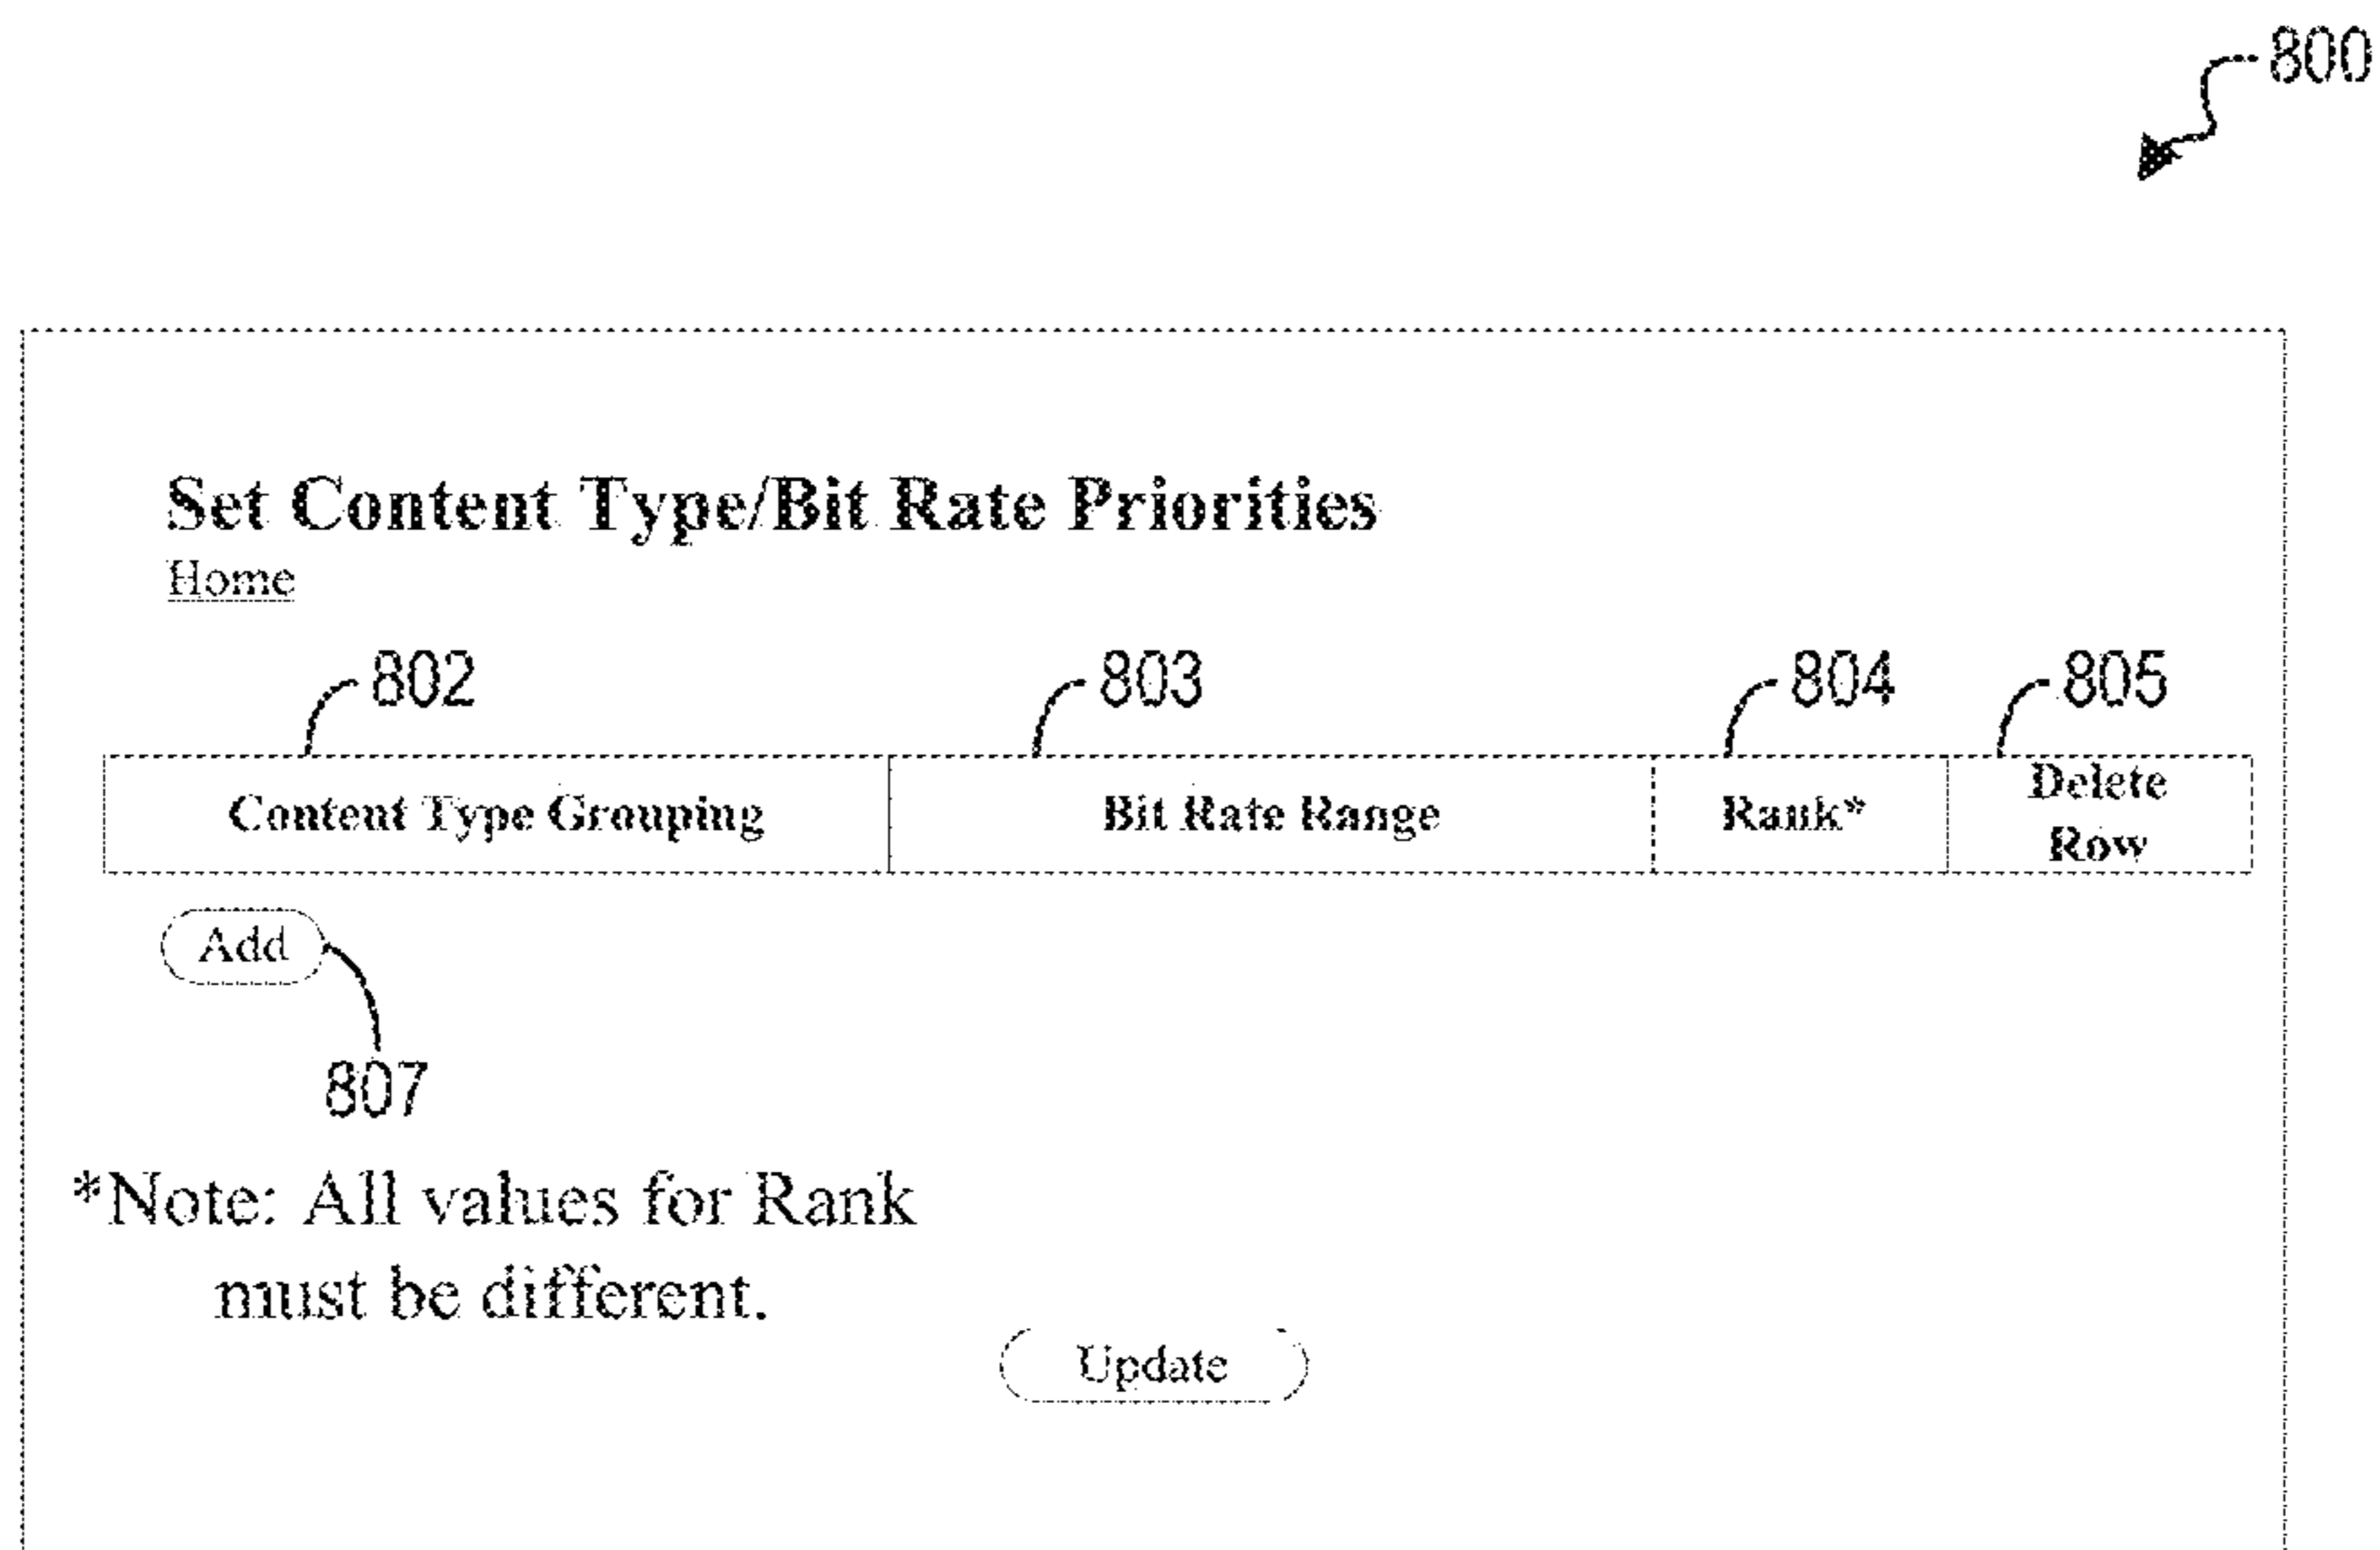 800
Set Content Type/Bit Rate Priorities
Home
802 803 804 805
Content Type Grouping Bit Rate Range Rank* Delete Row
Add
807
*Note: All values for Rank
must be different.
Update